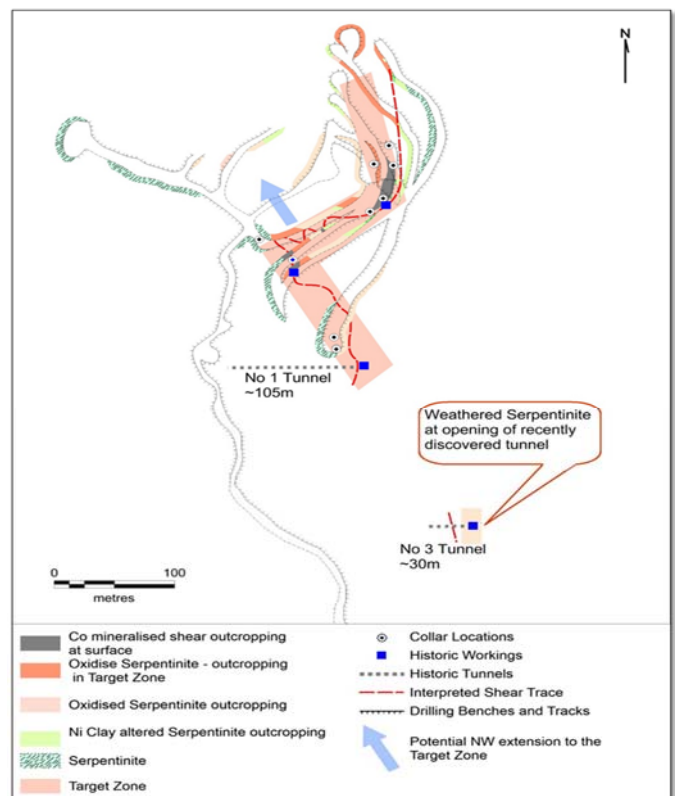 N
No 1 Tunnel
~105m
Weathered Serpentinite
at opening of recently
discovered tunnel
No 3 Tunnel
~30m
0
100
metres
Co mineralised shear outcropping
at surface
Oxidise Serpentinite - outcropping
in Target Zone
Oxidised Serpentinite outcropping
Ni Clay altered Serpentinite outcropping
Serpentinite
Target Zone
Collar Locations
Historic Workings
Historic Tunnels
Interpreted Shear Trace
Drilling Benches and Tracks
Potential NW extension to the
Target Zone